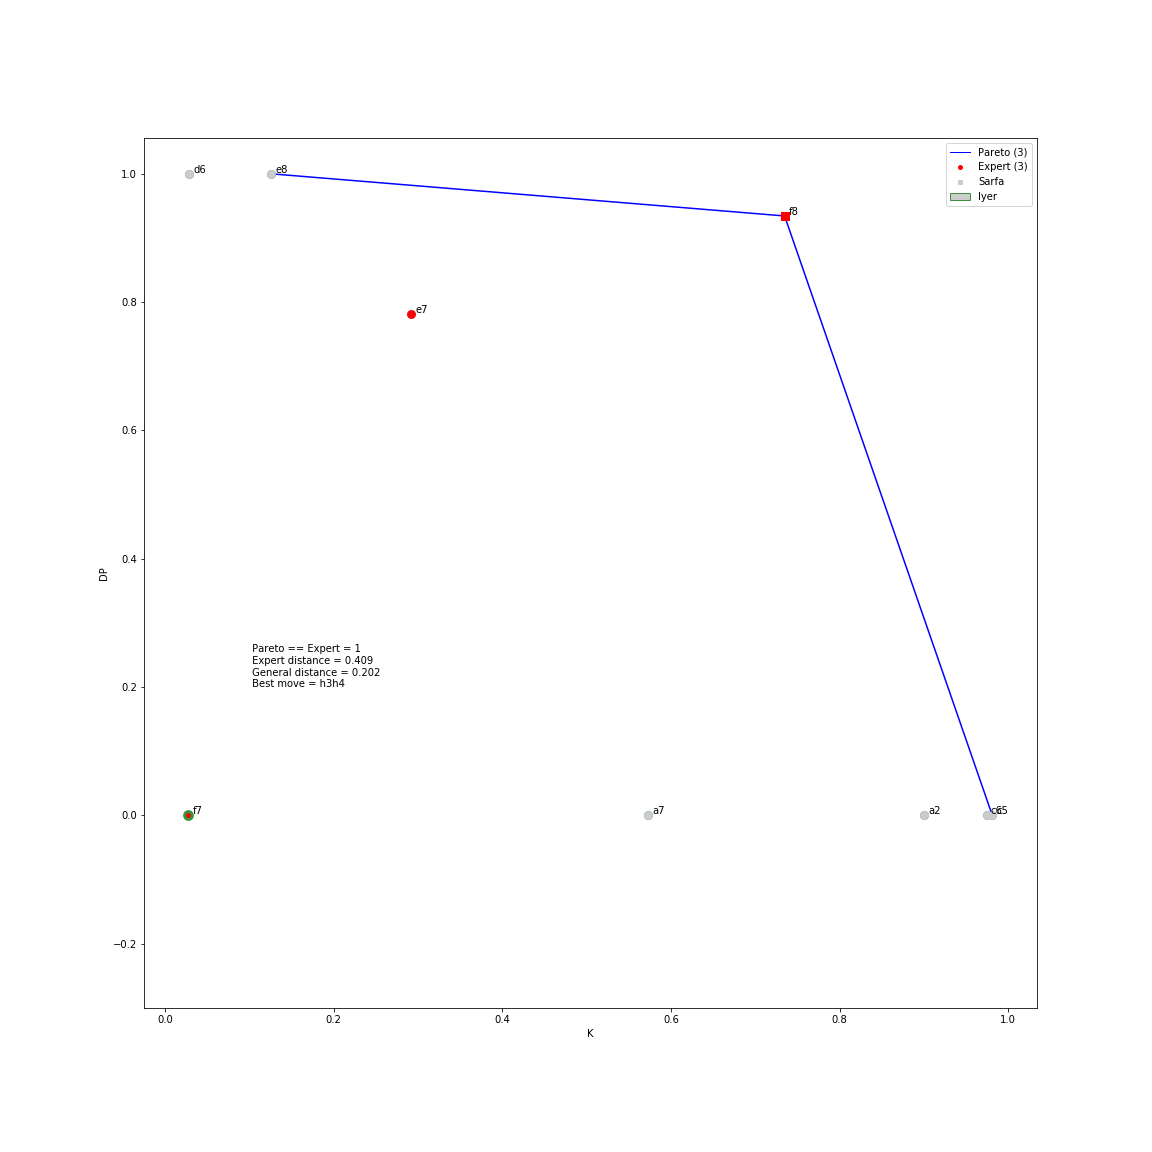 Pareto (3)
Expert (3)
Sarfa
Iyer
d6
e8
f8
e7
Pareto == Expert = 1
Expert distance = 0.409
General distance = 0.202
Best move = h3h4
f7
a7
a2
1.0
0.8
0.6
0.4
0.2
0.0
−0.2
DP
0.0 0.2 0.4 0.6 0.8 1.0
K